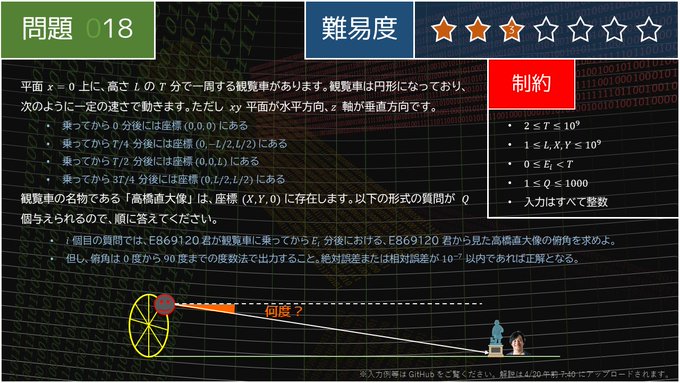 問題 018
難易度
5
平面 x = 0 上に、高さ L の T 分で一周する観覧車があります。観覧車は円形になっており、
次のように一定の速さで動きます。ただし xy 平面が水平方向、z 軸が垂直方向です。
• 乗ってから 0 分後には座標 (0,0,0) にある
• 乗ってから T/4 分後には座標 (0,−L/2,L/2) にある
• 乗ってから T/2 分後には座標 (0,0,L) にある
• 乗ってから 3T/4 分後には座標 (0,L/2,L/2) にある
観覧車の名物である「高橋直大像」は、座標 (X,Y,0) に存在します。以下の形式の質問が Q
個与えられるので、順に答えてください。
• i 個目の質問では、E869120 君が観覧車に乗ってから Eᵢ 分後における、E869120 君から見た高橋直大像の俯角を求めよ。
• 但し、俯角は 0 度から 90 度までの度数法で出力すること。絶対誤差または相対誤差が 10⁻⁷ 以内であれば正解となる。
制約
• 2 ≤ T ≤ 10⁹
• 1 ≤ L, X, Y ≤ 10⁹
• 0 ≤ Eᵢ < T
• 1 ≤ Q ≤ 1000
• 入力はすべて整数
何度？
※入力例等は GitHub をご覧ください。解説は 4/20 午前 7:40 にアップロードされます。